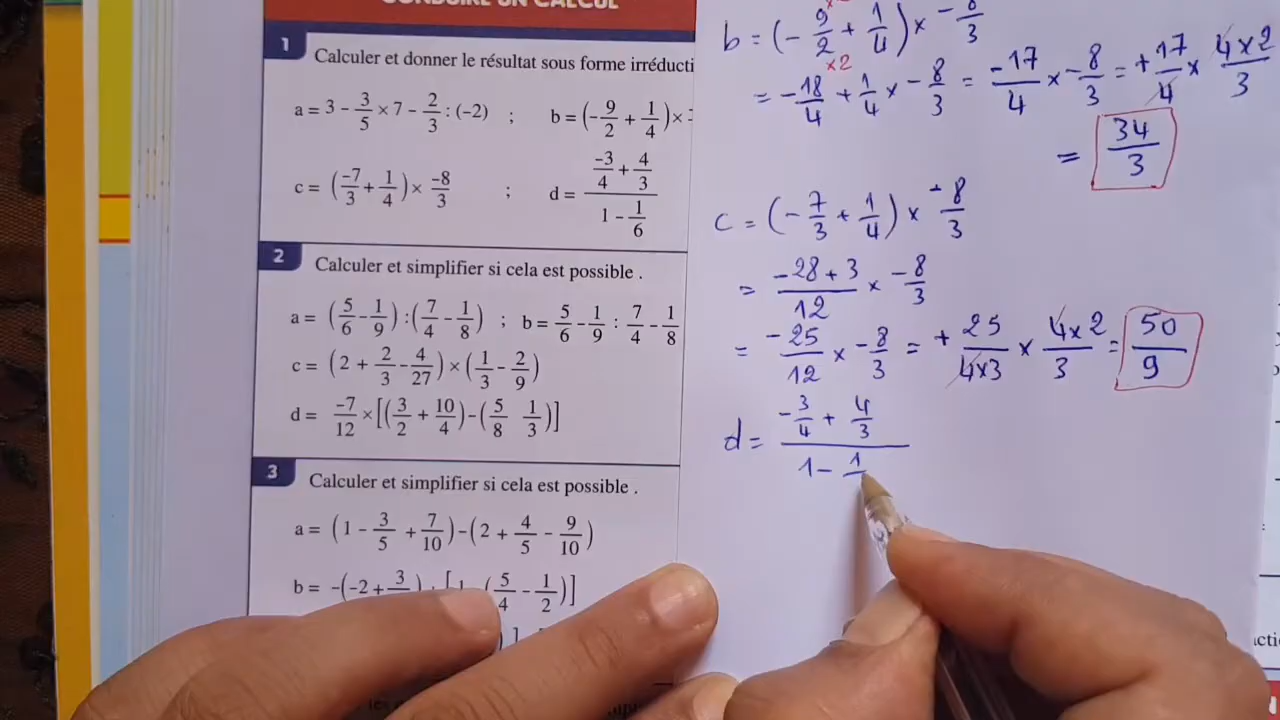 CONDUIRE UN CALCUL
1 Calculer et donner le résultat sous forme irréducti
a = 3 - 3/5 × 7 - 2/3 : (-2) ; b = (-9/2 + 1/4) ×
c = (-7/3 + 1/4) × -8/3 ; d = (-3/4 + 4/3)/(1 - 1/6)
2 Calculer et simplifier si cela est possible .
a = (5/6 - 1/9) : (7/4 - 1/8) ; b = 5/6 - 1/9 : 7/4 - 1/8
c = (2 + 2/3 - 4/27) × (1/3 - 2/9)
d = -7/12 × [(3/2 + 10/4) - (5/8 1/3)]
3 Calculer et simplifier si cela est possible .
a = (1 - 3/5 + 7/10) - (2 + 4/5 - 9/10)
b = -(-2 + 3/ ) : [1 (5/4 - 1/2)]
b = (-9/2 + 1/4) × -8/3
×2
= -18/4 + 1/4 × -8/3 = -17/4 × -8/3 = +17/4 × 4×2/3
= 34/3
c = (-7/3 + 1/4) × -8/3
= -28+3/12 × -8/3
= -25/12 × -8/3 = + 25/4×3 × 4×2/3 = 50/9
d = (-3/4 + 4/3)/(1 - 1/)